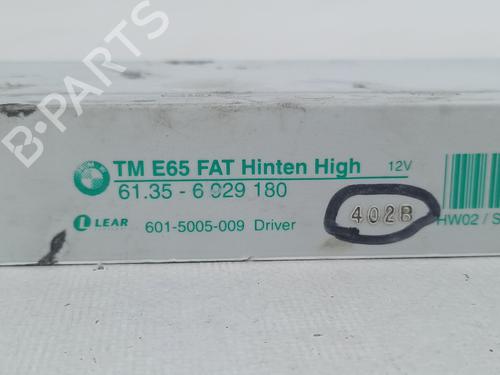 B-PARTS
TM E65 FAT Hinten High 12V
61.35 - 6 929 180
LEAR 601-5005-009 Driver
402B
HW02 / S